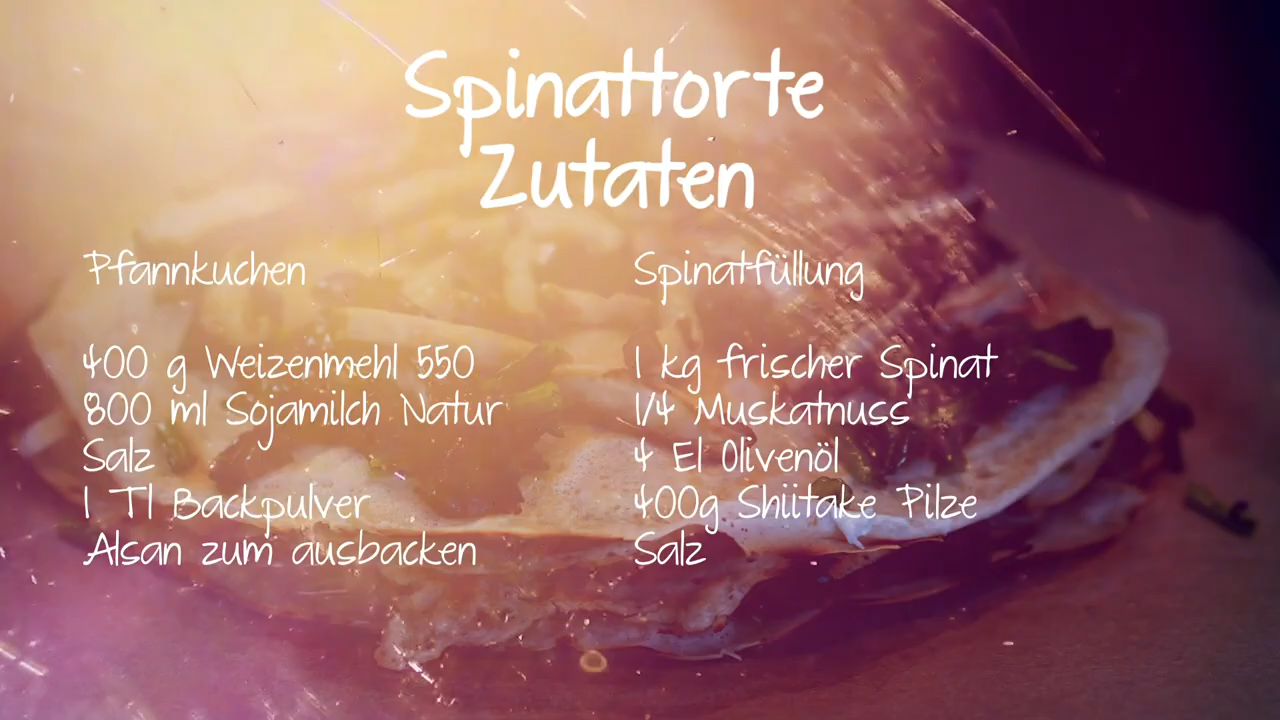 Spinattorte
Zutaten
Pfannkuchen
400 g Weizenmehl 550
800 ml Sojamilch Natur
Salz
1 Tl Backpulver
Alsan zum ausbacken
Spinatfüllung
1 kg frischer Spinat
1/4 Muskatnuss
4 El Olivenöl
400g Shiitake Pilze
Salz